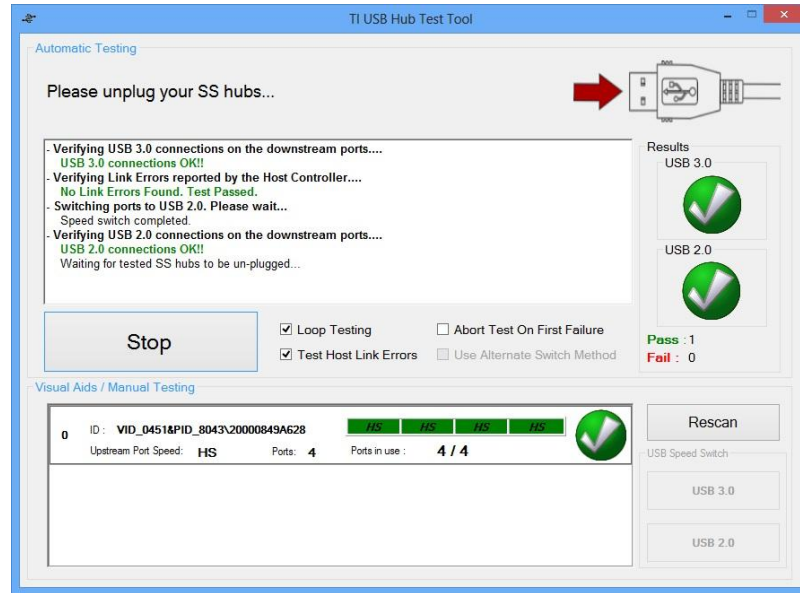 TI USB Hub Test Tool
Automatic Testing
Please unplug your SS hubs...
- Verifying USB 3.0 connections on the downstream ports....
USB 3.0 connections OK!!
- Verifying Link Errors reported by the Host Controller....
No Link Errors Found. Test Passed.
- Switching ports to USB 2.0. Please wait...
Speed switch completed.
- Verifying USB 2.0 connections on the downstream ports....
USB 2.0 connections OK!!
Waiting for tested SS hubs to be un-plugged...
Results
USB 3.0
USB 2.0
Stop
Loop Testing
Abort Test On First Failure
Test Host Link Errors
Use Alternate Switch Method
Pass : 1
Fail : 0
Visual Aids / Manual Testing
0
ID : VID_0451&PID_8043\20000849A628
HS HS HS HS
Upstream Port Speed: HS Ports: 4 Ports in use : 4 / 4
Rescan
USB Speed Switch
USB 3.0
USB 2.0